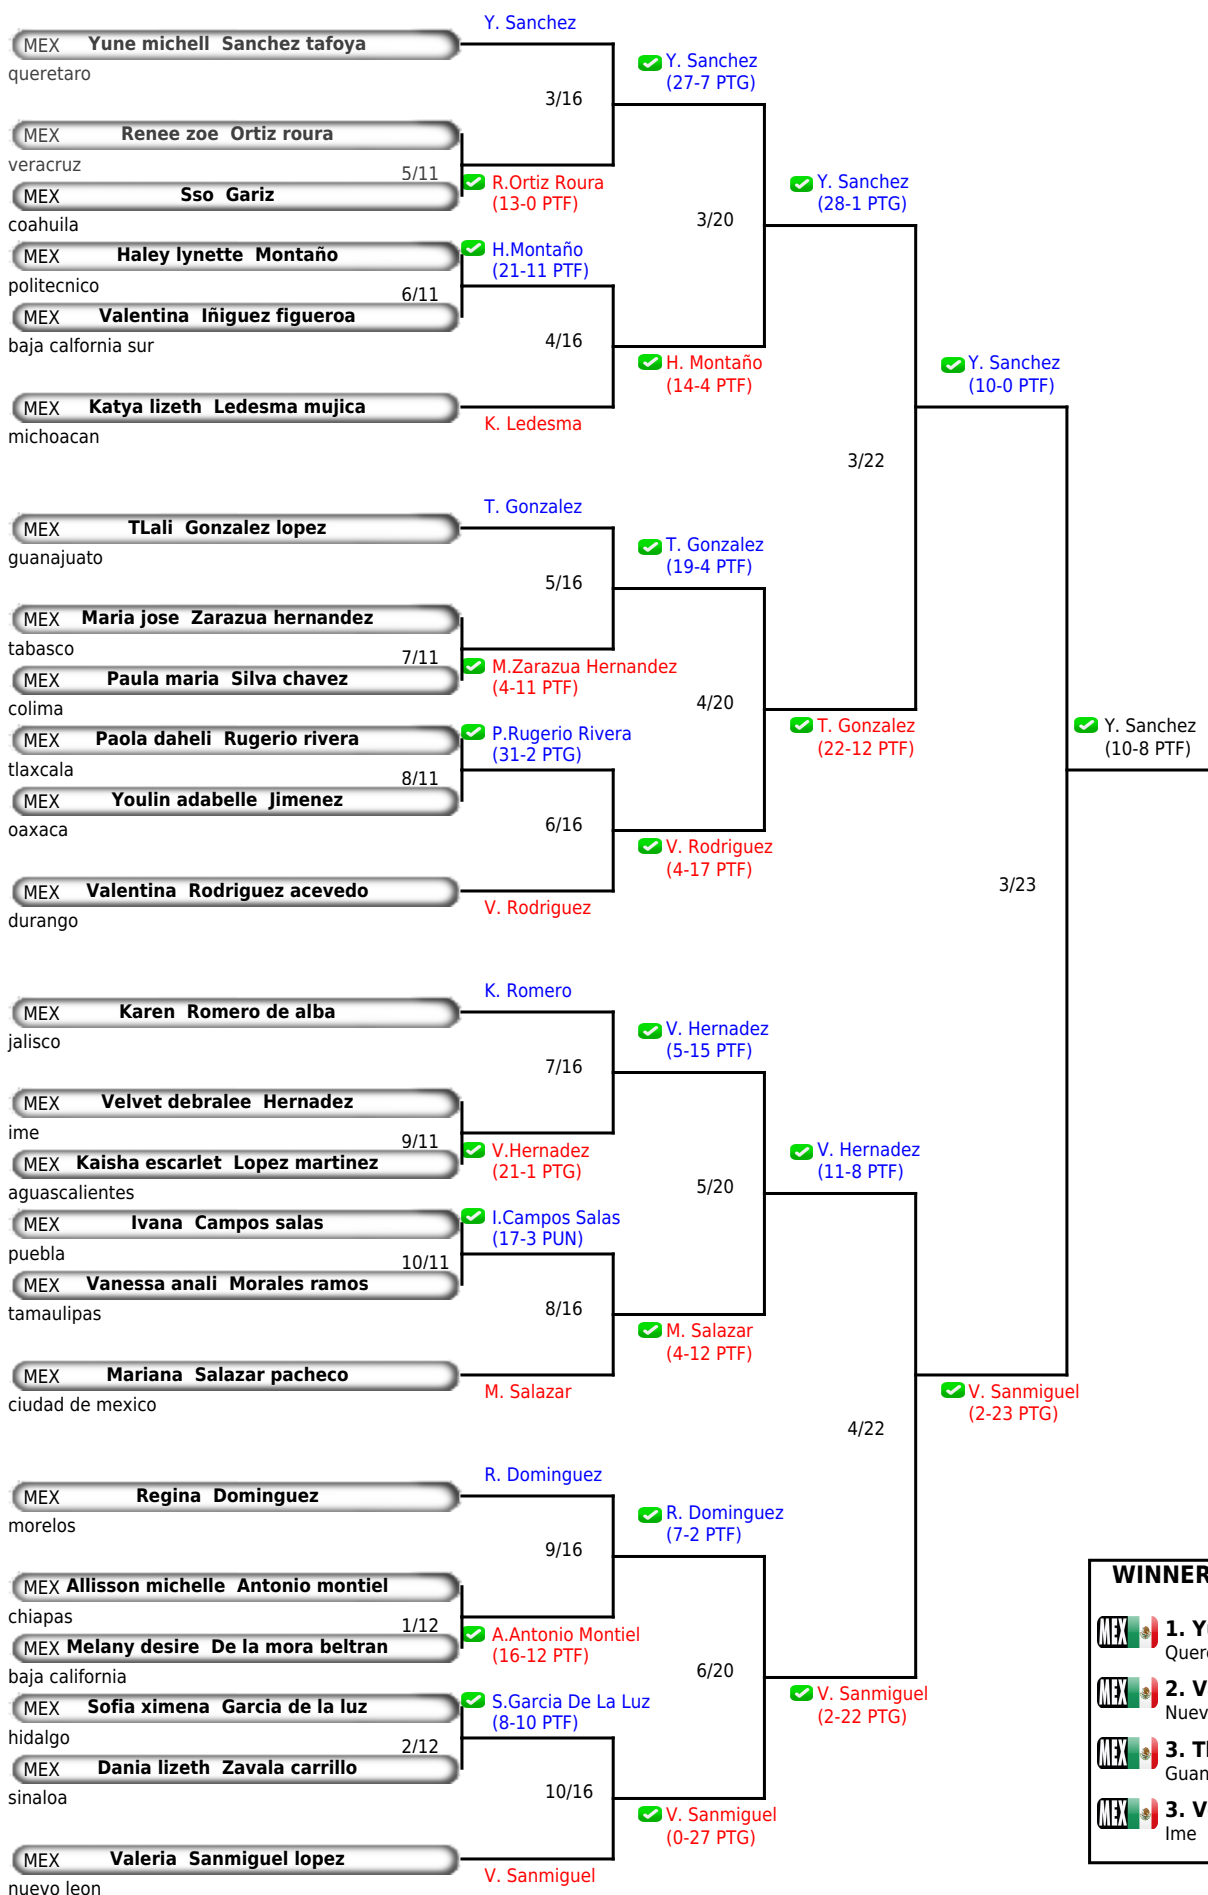 Y. Sanchez
MEX Yune michell Sanchez tafoya
queretaro
Y. Sanchez
(27-7 PTG)
3/16
MEX Renee zoe Ortiz roura
veracruz
5/11
R.Ortiz Roura
(13-0 PTF)
MEX Sso Gariz
coahuila
Y. Sanchez
(28-1 PTG)
3/20
MEX Haley lynette Montaño
H.Montaño
(21-11 PTF)
politecnico
6/11
MEX Valentina Iñiguez figueroa
baja calfornia sur
4/16
H. Montaño
(14-4 PTF)
Y. Sanchez
(10-0 PTF)
MEX Katya lizeth Ledesma mujica
K. Ledesma
michoacan
3/22
T. Gonzalez
MEX TLali Gonzalez lopez
guanajuato
T. Gonzalez
(19-4 PTF)
5/16
MEX Maria jose Zarazua hernandez
tabasco
7/11
M.Zarazua Hernandez
(4-11 PTF)
MEX Paula maria Silva chavez
colima
4/20
T. Gonzalez
(22-12 PTF)
Y. Sanchez
(10-8 PTF)
MEX Paola daheli Rugerio rivera
P.Rugerio Rivera
(31-2 PTG)
tlaxcala
8/11
MEX Youlin adabelle Jimenez
oaxaca
6/16
V. Rodriguez
(4-17 PTF)
MEX Valentina Rodriguez acevedo
V. Rodriguez
durango
3/23
K. Romero
MEX Karen Romero de alba
jalisco
V. Hernadez
(5-15 PTF)
7/16
MEX Velvet debralee Hernadez
ime
9/11
V.Hernadez
(21-1 PTG)
MEX Kaisha escarlet Lopez martinez
aguascalientes
V. Hernadez
(11-8 PTF)
5/20
MEX Ivana Campos salas
I.Campos Salas
(17-3 PUN)
puebla
10/11
MEX Vanessa anali Morales ramos
tamaulipas
8/16
M. Salazar
(4-12 PTF)
MEX Mariana Salazar pacheco
M. Salazar
ciudad de mexico
V. Sanmiguel
(2-23 PTG)
4/22
R. Dominguez
MEX Regina Dominguez
morelos
R. Dominguez
(7-2 PTF)
9/16
MEX Allisson michelle Antonio montiel
chiapas
1/12
A.Antonio Montiel
(16-12 PTF)
MEX Melany desire De la mora beltran
baja california
6/20
V. Sanmiguel
(2-22 PTG)
MEX Sofia ximena Garcia de la luz
S.Garcia De La Luz
(8-10 PTF)
hidalgo
2/12
MEX Dania lizeth Zavala carrillo
sinaloa
10/16
V. Sanmiguel
(0-27 PTG)
MEX Valeria Sanmiguel lopez
V. Sanmiguel
nuevo leon
WINNER
MEX 1. Yu
Quer
MEX 2. V
Nuev
MEX 3. Tl
Guan
MEX 3. V
Ime